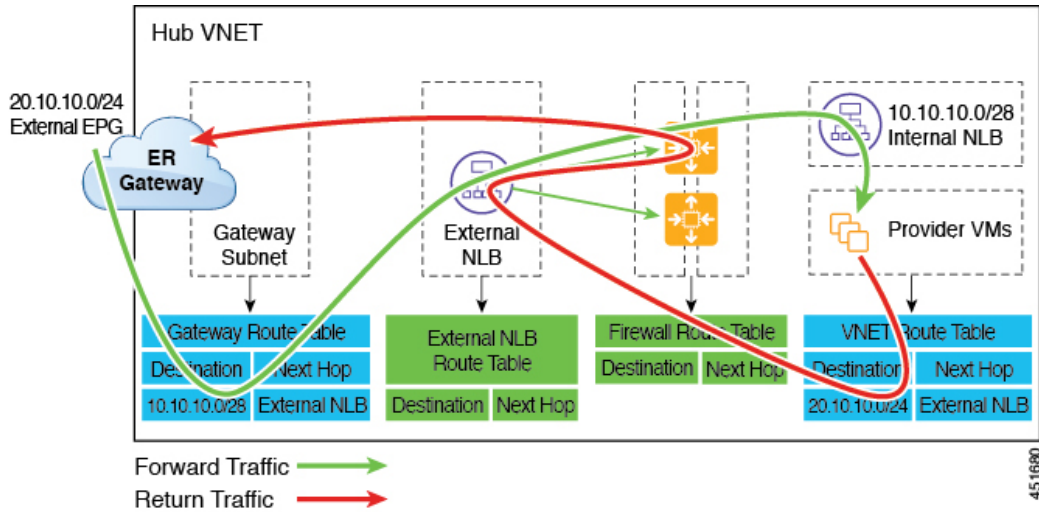 Hub VNET
20.10.10.0/24
External EPG
ER
Gateway
Gateway
Subnet
External
NLB
10.10.10.0/28
Internal NLB
Provider VMs
Gateway Route Table
Destination
Next Hop
10.10.10.0/28
External NLB
External NLB
Route Table
Destination
Next Hop
Firewall Route Table
Destination
Next Hop
VNET Route Table
Destination
Next Hop
20.10.10.0/24
External NLB
Forward Traffic
Return Traffic
451680